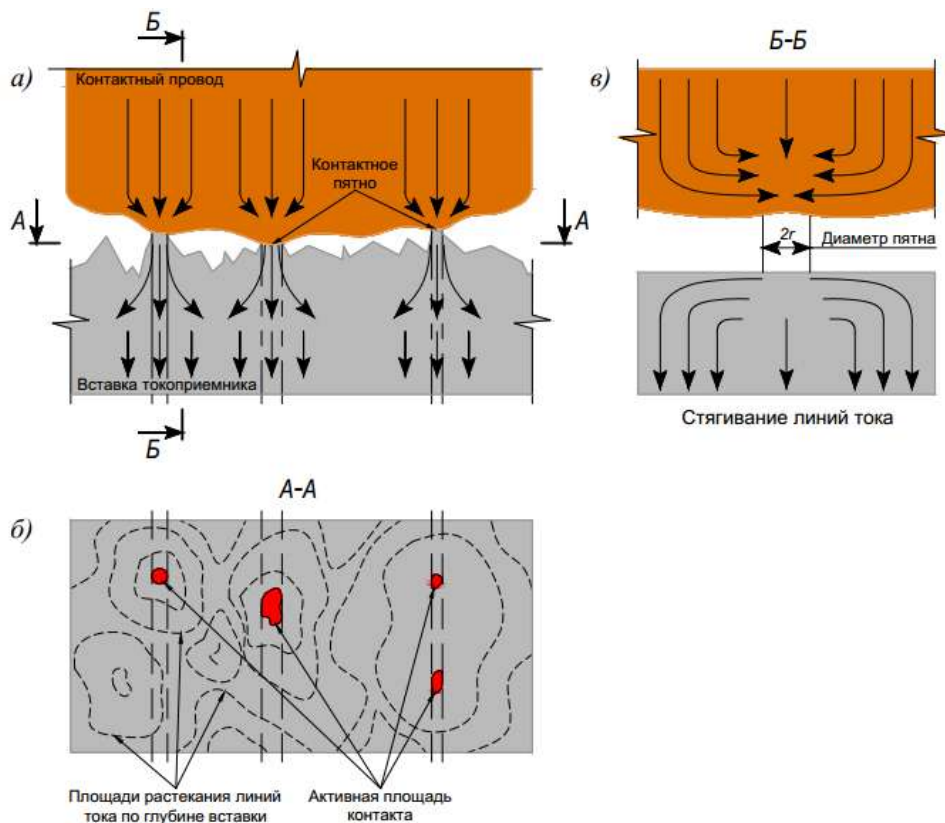 Б
Б-Б
а)
в)
Контактный провод
Контактное
пятно
А
А
2r
Диаметр пятна
Вставка токоприемника
Стягивание линий тока
Б
А-А
б)
Площади растекания линий
тока по глубине вставки
Активная площадь
контакта